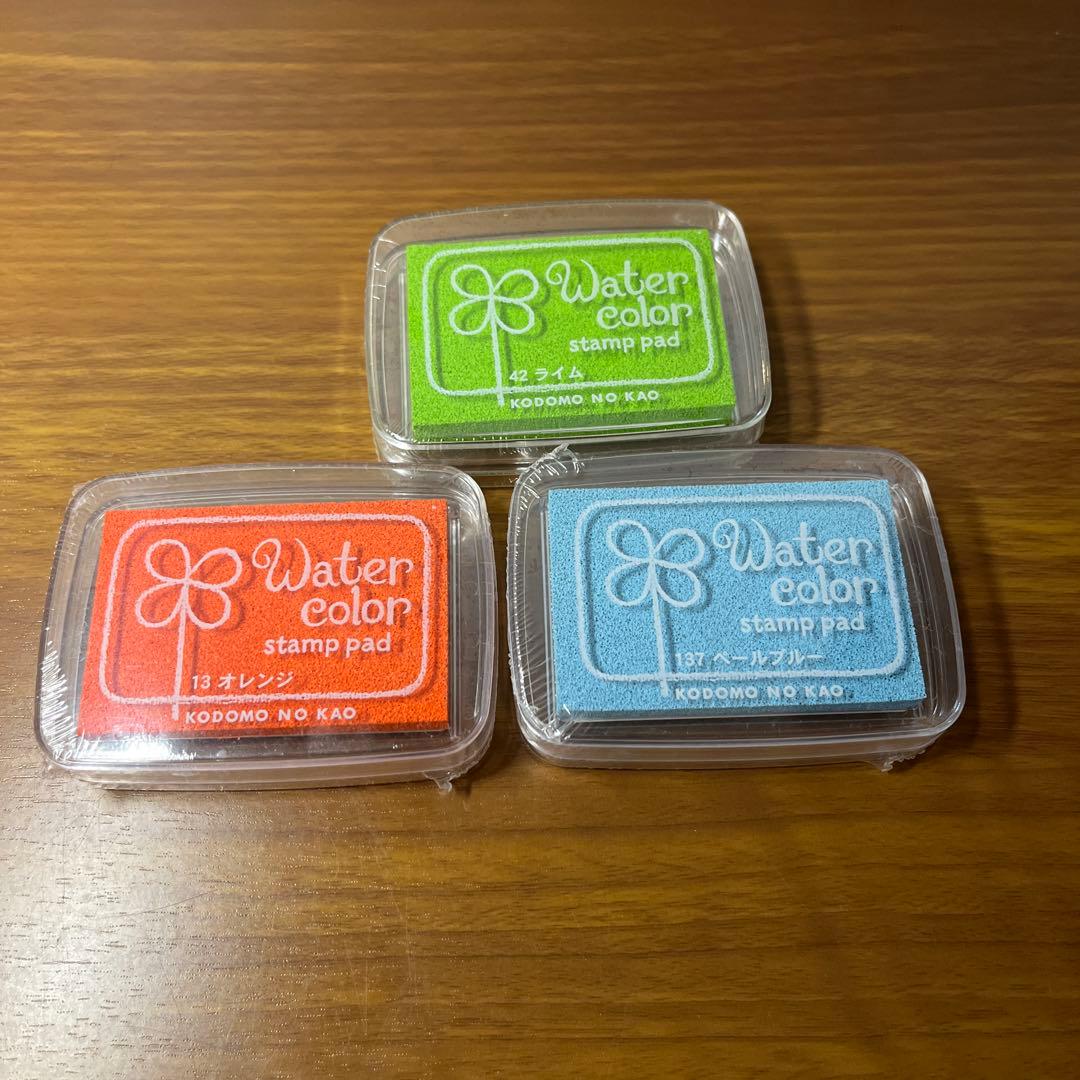 Water
color
stamp pad
42 ライム
KODOMO NO KAO
Water
color
stamp pad
13 オレンジ
KODOMO NO KAO
Water
color
stamp pad
137 ペールブルー
KODOMO NO KAO